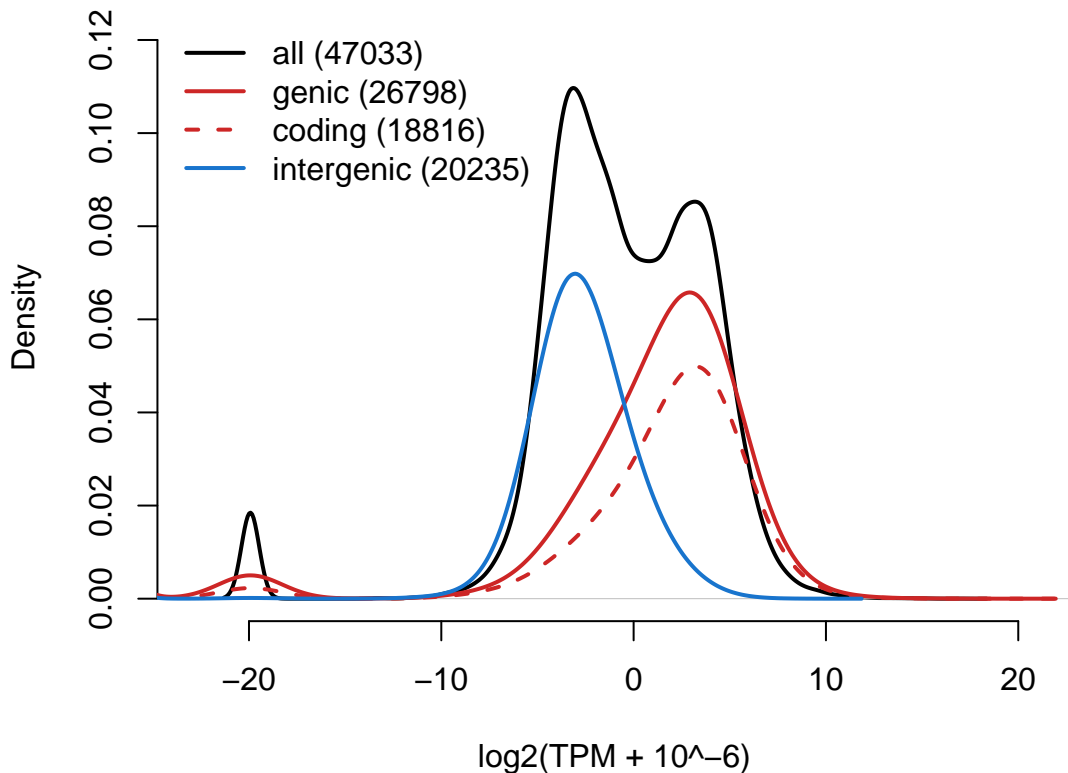 all (47033)
genic (26798)
coding (18816)
intergenic (20235)
Density
0.12
0.10
0.08
0.06
0.04
0.02
0.00
−20 −10 0 10 20
log2(TPM + 10^−6)